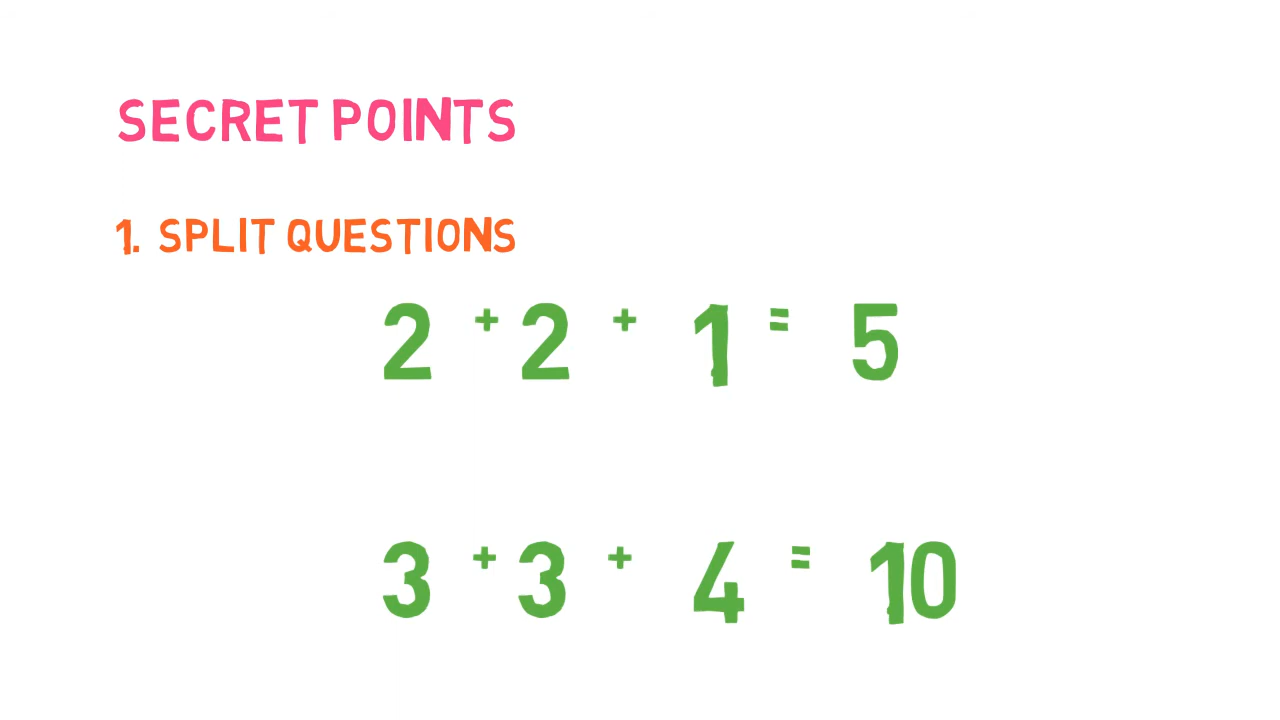 SECRET POINTS
1. SPLIT QUESTIONS
2 + 2 + 1 = 5
3 + 3 + 4 = 10